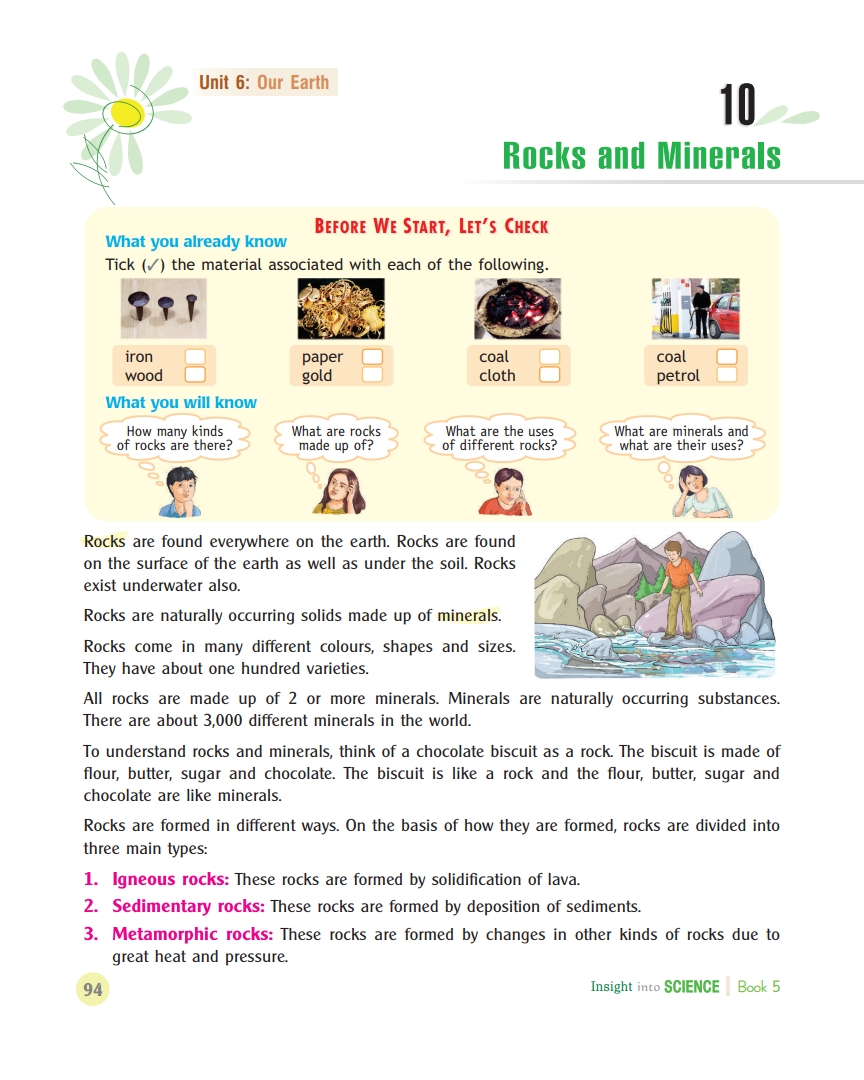 Unit 6: Our Earth
10
Rocks and Minerals
BEFORE WE START, LET'S CHECK
What you already know
Tick (✓) the material associated with each of the following.
iron
wood
paper
gold
coal
cloth
coal
petrol
What you will know
How many kinds
of rocks are there?
What are rocks
made up of?
What are the uses
of different rocks?
What are minerals and
what are their uses?
Rocks are found everywhere on the earth. Rocks are found
on the surface of the earth as well as under the soil. Rocks
exist underwater also.
Rocks are naturally occurring solids made up of minerals.
Rocks come in many different colours, shapes and sizes.
They have about one hundred varieties.
All rocks are made up of 2 or more minerals. Minerals are naturally occurring substances.
There are about 3,000 different minerals in the world.
To understand rocks and minerals, think of a chocolate biscuit as a rock. The biscuit is made of
flour, butter, sugar and chocolate. The biscuit is like a rock and the flour, butter, sugar and
chocolate are like minerals.
Rocks are formed in different ways. On the basis of how they are formed, rocks are divided into
three main types:
1. Igneous rocks: These rocks are formed by solidification of lava.
2. Sedimentary rocks: These rocks are formed by deposition of sediments.
3. Metamorphic rocks: These rocks are formed by changes in other kinds of rocks due to
great heat and pressure.
94
Insight into SCIENCE | Book 5